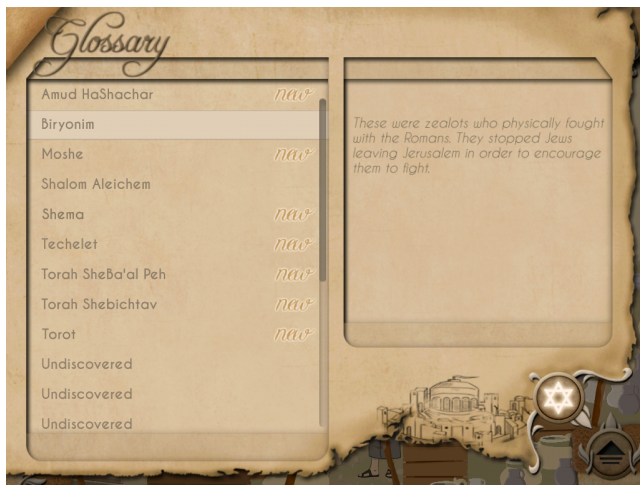 Glossary
Amud HaShachar new
Biryonim
Moshe new
Shalom Aleichem
Shema new
Techelet new
Torah SheBa'al Peh new
Torah Shebichtav new
Torot new
Undiscovered
Undiscovered
Undiscovered
These were zealots who physically fought
with the Romans. They stopped Jews
leaving Jerusalem in order to encourage
them to fight.